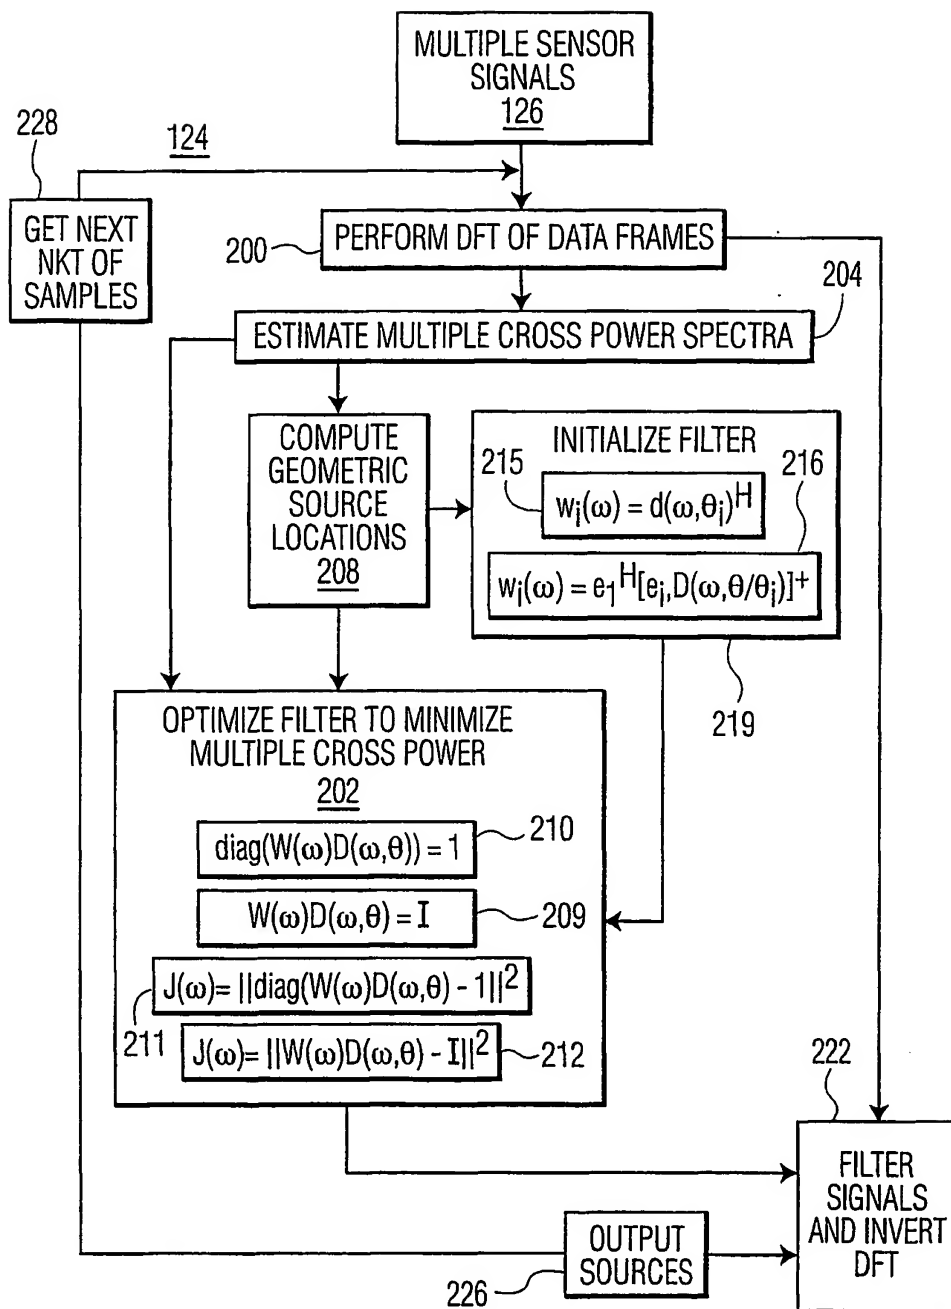 MULTIPLE SENSOR
SIGNALS
126
228
124
GET NEXT
NKT OF
SAMPLES
200
PERFORM DFT OF DATA FRAMES
204
ESTIMATE MULTIPLE CROSS POWER SPECTRA
COMPUTE
GEOMETRIC
SOURCE
LOCATIONS
208
INITIALIZE FILTER
215
216
wᵢ(ω) = d(ω,θᵢ)ᴴ
wᵢ(ω) = e₁ᴴ[eᵢ,D(ω,θ/θᵢ)]⁺
219
OPTIMIZE FILTER TO MINIMIZE
MULTIPLE CROSS POWER
202
210
diag(W(ω)D(ω,θ)) = 1
W(ω)D(ω,θ) = I
209
J(ω)= ||diag(W(ω)D(ω,θ) - 1||²
211
J(ω)= ||W(ω)D(ω,θ) - I||²
212
222
FILTER
SIGNALS
AND INVERT
DFT
OUTPUT
SOURCES
226